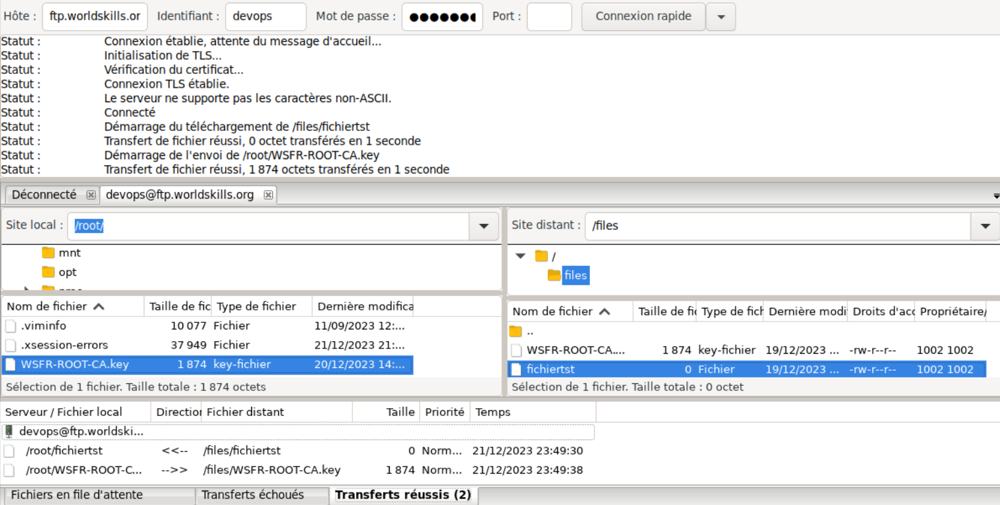 Hôte : ftp.worldskills.or Identifiant : devops Mot de passe : ●●●●●●● Port : Connexion rapide
Statut : Connexion établie, attente du message d'accueil...
Statut : Initialisation de TLS...
Statut : Vérification du certificat...
Statut : Connexion TLS établie.
Statut : Le serveur ne supporte pas les caractères non-ASCII.
Statut : Connecté
Statut : Démarrage du téléchargement de /files/fichiertst
Statut : Transfert de fichier réussi, 0 octet transférés en 1 seconde
Statut : Démarrage de l'envoi de /root/WSFR-ROOT-CA.key
Statut : Transfert de fichier réussi, 1 874 octets transférés en 1 seconde
Déconnecté devops@ftp.worldskills.org
Site local : /root/
mnt
opt
Nom de fichier Taille de fic Type de fichier Dernière modifica
.viminfo 10 077 Fichier 11/09/2023 12:...
.xsession-errors 37 949 Fichier 21/12/2023 21:...
WSFR-ROOT-CA.key 1 874 key-fichier 20/12/2023 14:...
Sélection de 1 fichier. Taille totale : 1 874 octets
Site distant : /files
/
files
Nom de fichier Taille de fi Type de fich Dernière modi Droits d'acc Propriétaire/
..
WSFR-ROOT-CA.... 1 874 key-fichier 19/12/2023 ... -rw-r--r-- 1002 1002
fichiertst 0 Fichier 19/12/2023 ... -rw-r--r-- 1002 1002
Sélection de 1 fichier. Taille totale : 0 octet
Serveur / Fichier local Direction Fichier distant Taille Priorité Temps
devops@ftp.worldski...
/root/fichiertst <<-- /files/fichiertst 0 Norm... 21/12/2023 23:49:30
/root/WSFR-ROOT-C... -->> /files/WSFR-ROOT-CA.key 1 874 Norm... 21/12/2023 23:49:38
Fichiers en file d'attente Transferts échoués Transferts réussis (2)